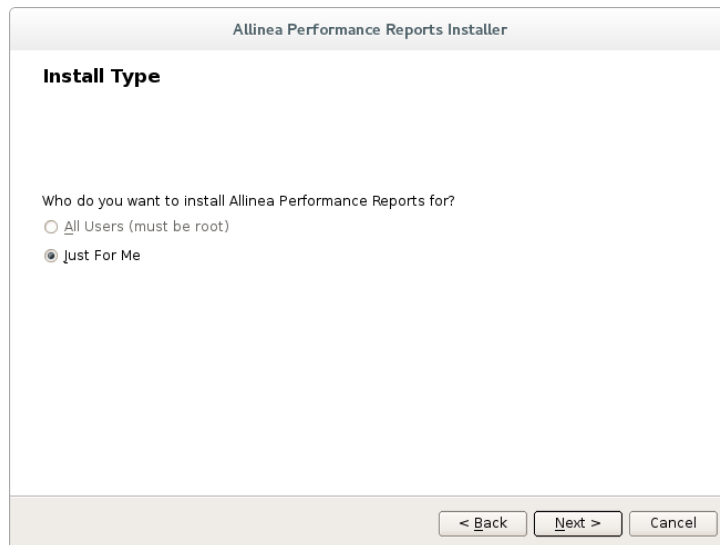 Allinea Performance Reports Installer
Install Type
Who do you want to install Allinea Performance Reports for?
All Users (must be root)
Just For Me
< Back
Next >
Cancel